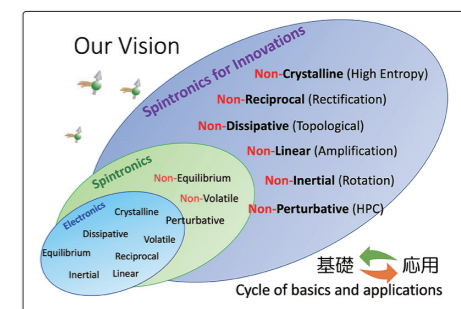 Our Vision
Spintronics for Innovations
Non-Crystalline (High Entropy)
Non-Reciprocal (Rectification)
Non-Dissipative (Topological)
Non-Linear (Amplification)
Non-Inertial (Rotation)
Non-Perturbative (HPC)
Spintronics
Non-Equilibrium
Non-Volatile
Perturbative
Electronics
Crystalline
Dissipative
Volatile
Equilibrium
Reciprocal
Inertial
Linear
基礎 応用
Cycle of basics and applications